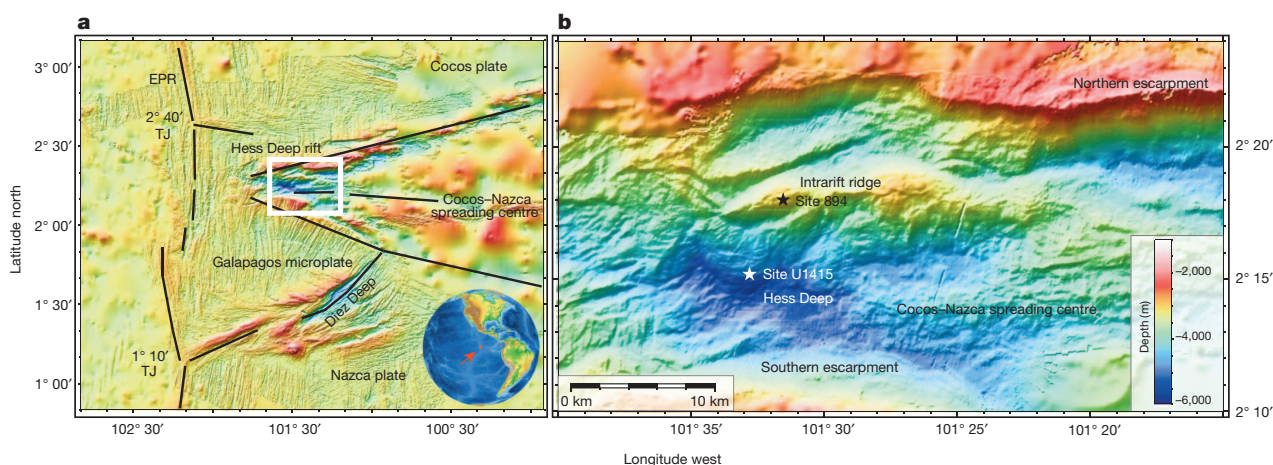 a
3° 00′
2° 30′
2° 00′
1° 30′
1° 00′
Latitude north
EPR
2° 40′
TJ
Cocos plate
Hess Deep rift
Cocos–Nazca
spreading centre
Galapagos microplate
Diez Deep
1° 10′
TJ
Nazca plate
102° 30′
101° 30′
100° 30′
b
Northern escarpment
Intrarift ridge
Site 894
Site U1415
Hess Deep
Cocos–Nazca spreading centre
Southern escarpment
0 km
10 km
Depth (m)
–2,000
–4,000
–6,000
2° 20′
2° 15′
2° 10′
101° 35′
101° 30′
101° 25′
101° 20′
Longitude west